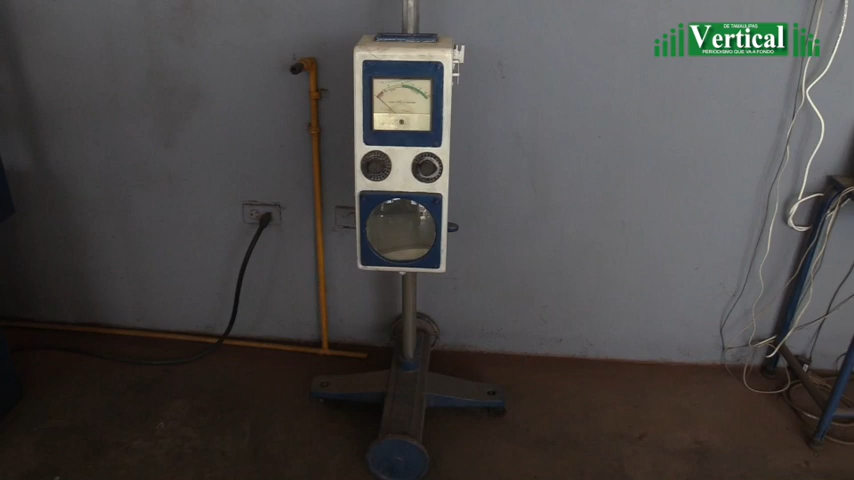 DE TAMAULIPAS
Vertical
PERIODISMO QUE VA A FONDO